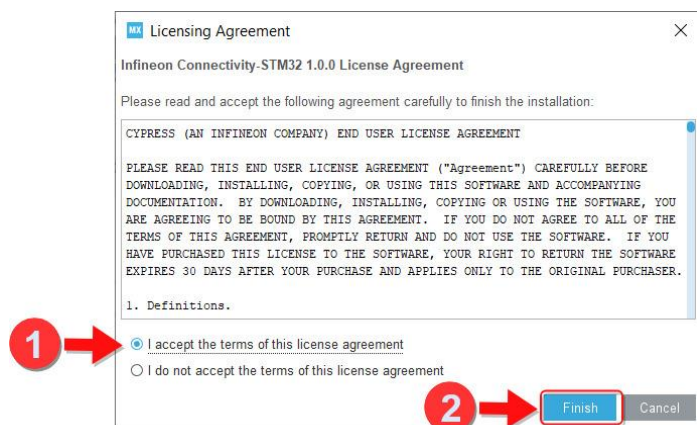 MX Licensing Agreement
Infineon Connectivity-STM32 1.0.0 License Agreement
Please read and accept the following agreement carefully to finish the installation:
CYPRESS (AN INFINEON COMPANY) END USER LICENSE AGREEMENT
PLEASE READ THIS END USER LICENSE AGREEMENT ("Agreement") CAREFULLY BEFORE
DOWNLOADING, INSTALLING, COPYING, OR USING THIS SOFTWARE AND ACCOMPANYING
DOCUMENTATION.  BY DOWNLOADING, INSTALLING, COPYING OR USING THE SOFTWARE, YOU
ARE AGREEING TO BE BOUND BY THIS AGREEMENT.  IF YOU DO NOT AGREE TO ALL OF THE
TERMS OF THIS AGREEMENT, PROMPTLY RETURN AND DO NOT USE THE SOFTWARE.  IF YOU
HAVE PURCHASED THIS LICENSE TO THE SOFTWARE, YOUR RIGHT TO RETURN THE SOFTWARE
EXPIRES 30 DAYS AFTER YOUR PURCHASE AND APPLIES ONLY TO THE ORIGINAL PURCHASER.
1. Definitions.
1 I accept the terms of this license agreement
I do not accept the terms of this license agreement
2 Finish Cancel